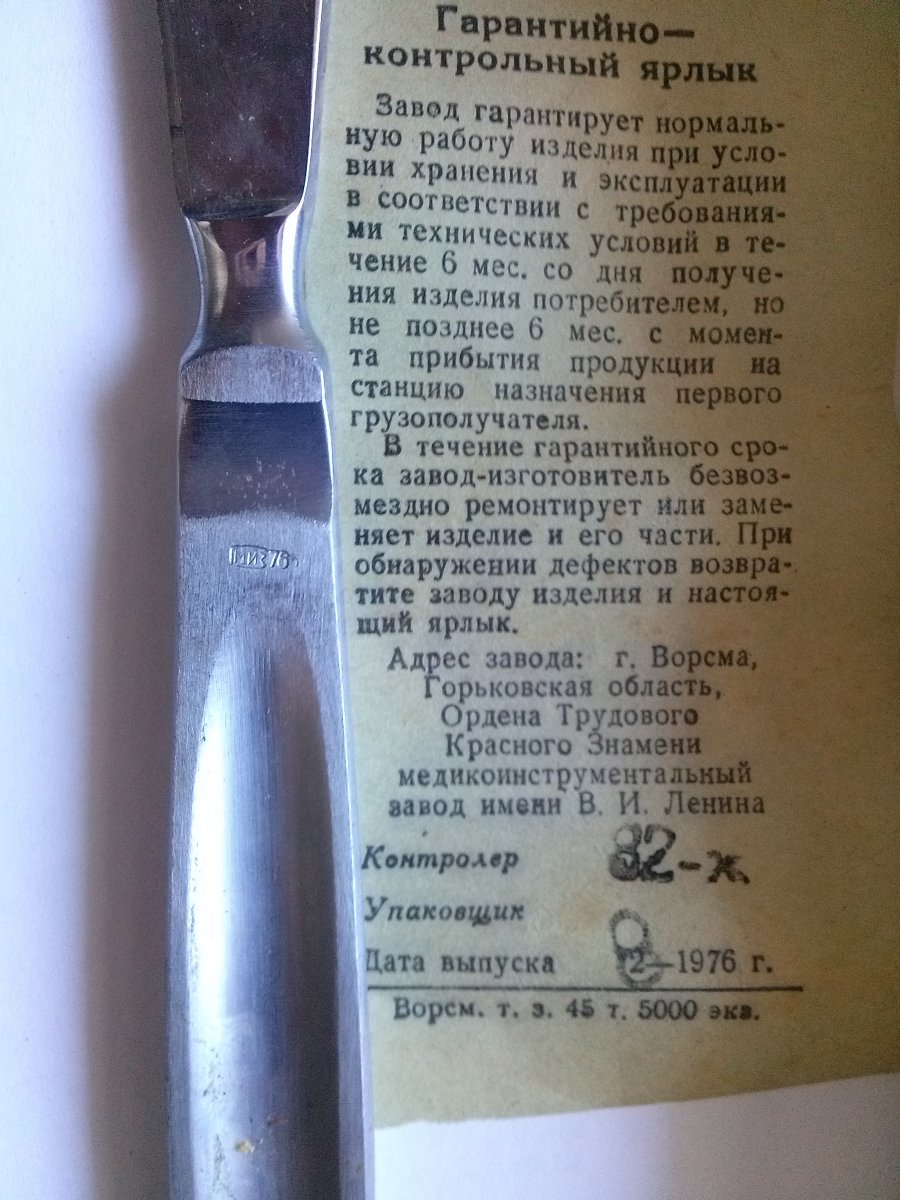 Гарантийно—
контрольный ярлык
Завод гарантирует нормаль-
ную работу изделия при усло-
вии хранения и эксплуатации
в соответствии с требования-
ми технических условий в те-
чение 6 мес. со дня получе-
ния изделия потребителем, но
не позднее 6 мес. с момен-
та прибытия продукции на
станцию назначения первого
грузополучателя.
В течение гарантийного сро-
ка завод-изготовитель безвоз-
мездно ремонтирует или заме-
няет изделие и его части. При
обнаружении дефектов возвра-
тите заводу изделия и настоя-
щий ярлык.
Адрес завода: г. Ворсма,
Горьковская область,
Ордена Трудового
Красного Знамени
медикоинструментальный
завод имени В. И. Ленина
Контролер 82-х.
Упаковщик
Дата выпуска 2—1976 г.
Ворсм. т. з. 45 т. 5000 экз.
МИЗ 76